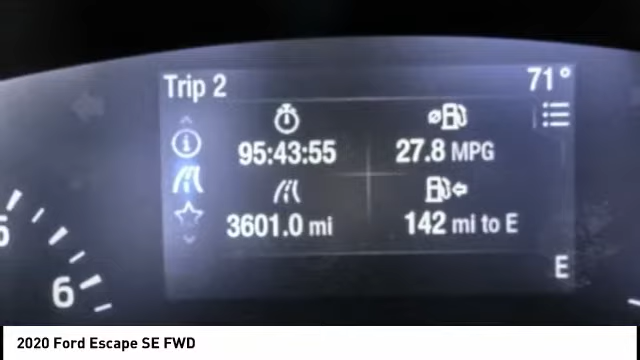 Trip 2
71°
95:43:55
27.8 MPG
3601.0 mi
142 mi to E
E
5
6
2020 Ford Escape SE FWD